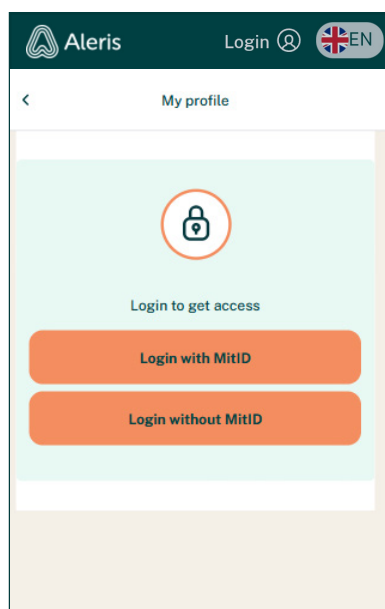 Aleris Login EN
My profile
Login to get access
Login with MitID
Login without MitID